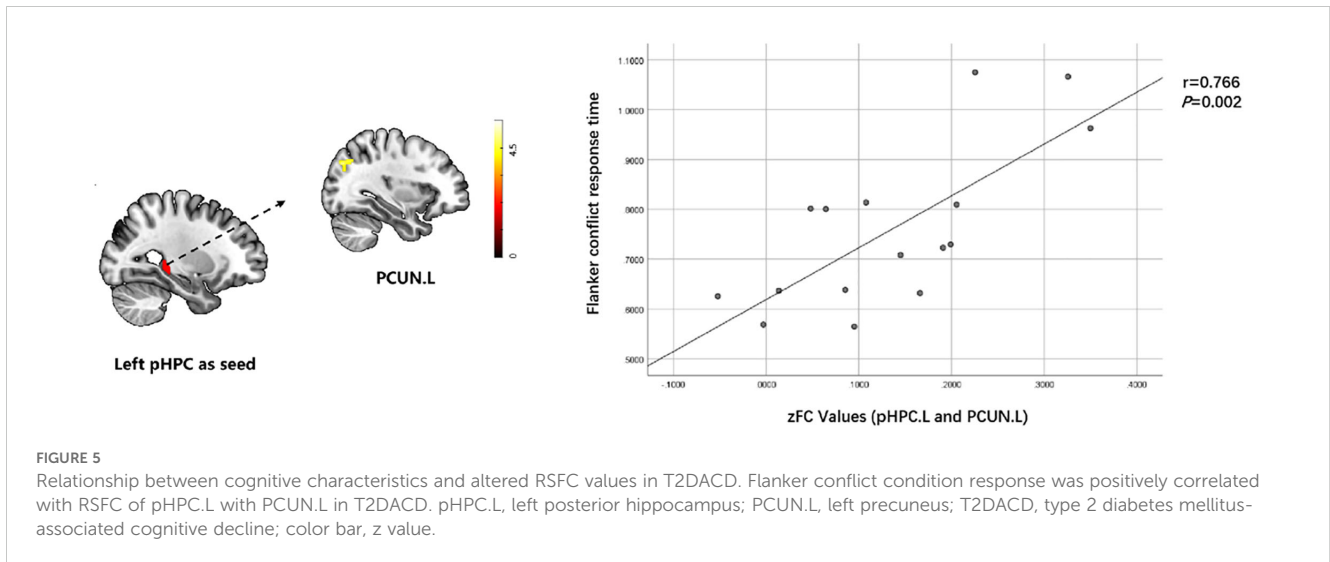 4.5
0
PCUN.L
Left pHPC as seed
Flanker conflict response time
1.1000
1.0000
.9000
.8000
.7000
.6000
.5000
-.1000 .0000 .1000 .2000 .3000 .4000
zFC Values (pHPC.L and PCUN.L)
r=0.766
P=0.002
FIGURE 5
Relationship between cognitive characteristics and altered RSFC values in T2DACD. Flanker conflict condition response was positively correlated
with RSFC of pHPC.L with PCUN.L in T2DACD. pHPC.L, left posterior hippocampus; PCUN.L, left precuneus; T2DACD, type 2 diabetes mellitus-
associated cognitive decline; color bar, z value.